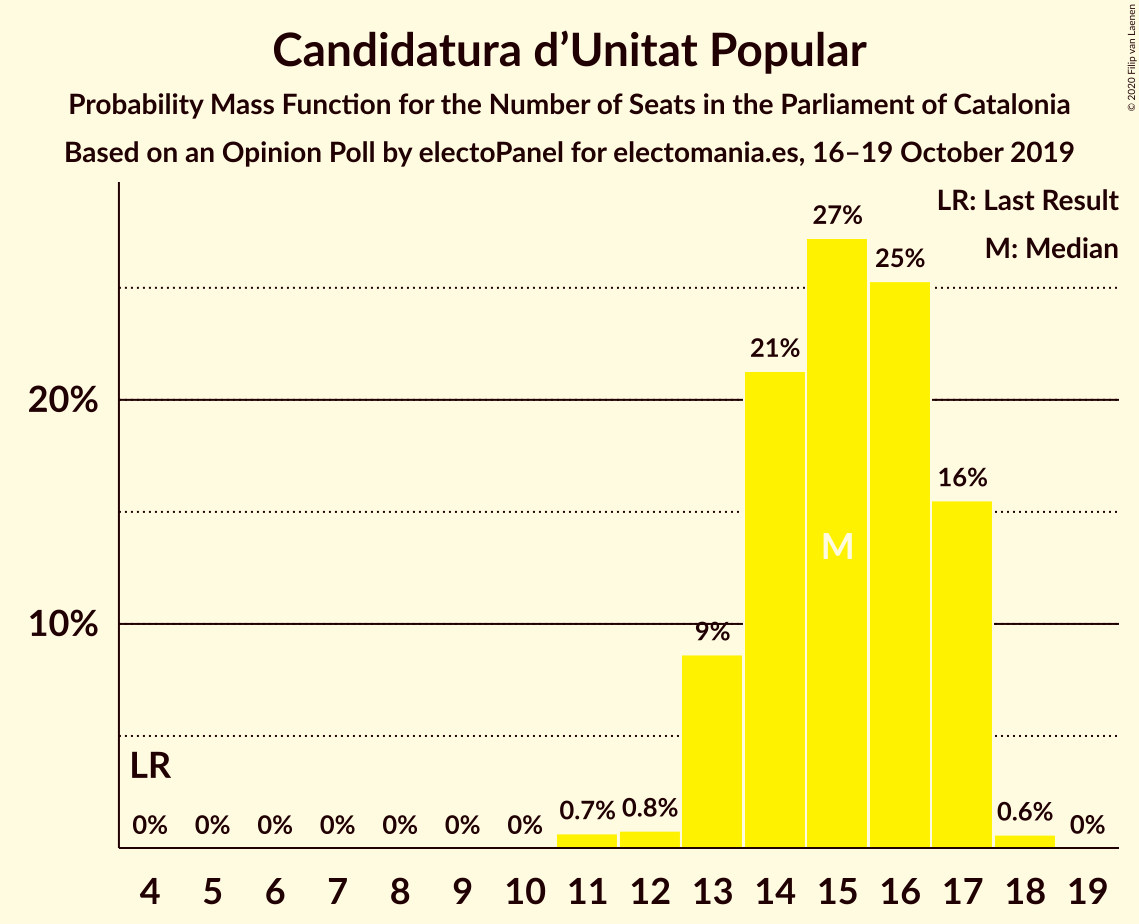 Candidatura d’Unitat Popular
Probability Mass Function for the Number of Seats in the Parliament of Catalonia
Based on an Opinion Poll by electoPanel for electomania.es, 16–19 October 2019
© 2020 Filip van Laenen
LR: Last Result
M: Median
27%
25%
21%
20%
16%
M
10%
9%
LR
0% 0% 0% 0% 0% 0% 0% 0.7% 0.8% 0.6% 0%
4 5 6 7 8 9 10 11 12 13 14 15 16 17 18 19